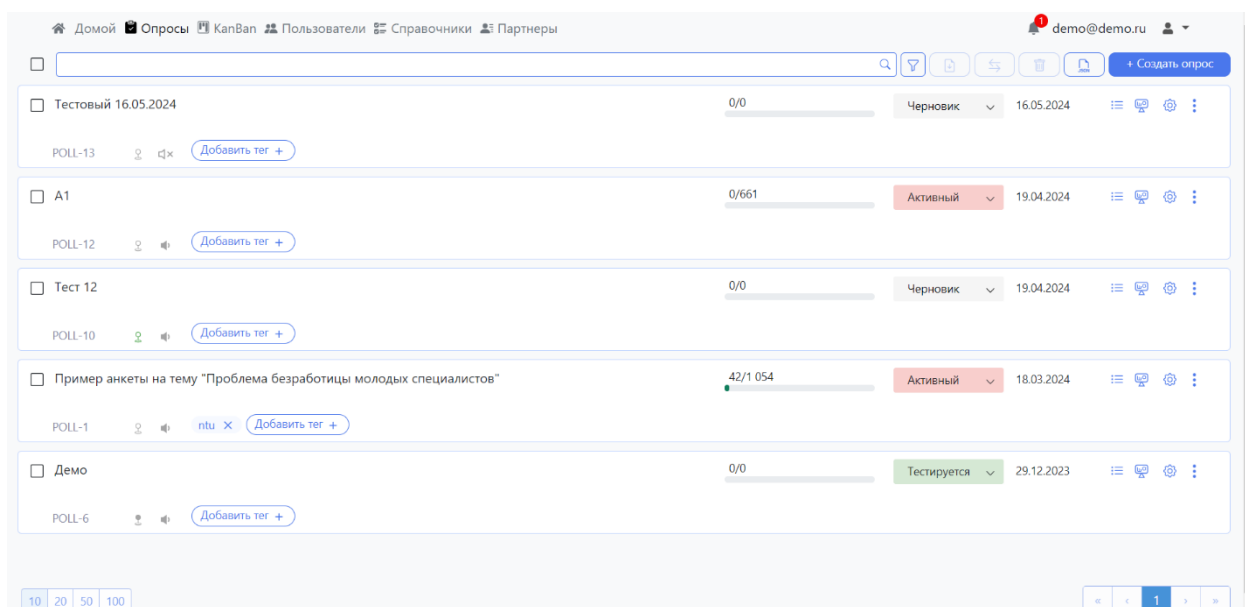 Домой Опросы KanBan Пользователи Справочники Партнеры 1 demo@demo.ru
+ Создать опрос
Тестовый 16.05.2024 0/0 Черновик 16.05.2024
POLL-13 Добавить тег +
A1 0/661 Активный 19.04.2024
POLL-12 Добавить тег +
Тест 12 0/0 Черновик 19.04.2024
POLL-10 Добавить тег +
Пример анкеты на тему "Проблема безработицы молодых специалистов" 42/1 054 Активный 18.03.2024
POLL-1 ntu × Добавить тег +
Демо 0/0 Тестируется 29.12.2023
POLL-6 Добавить тег +
10 20 50 100 « ‹ 1 › »